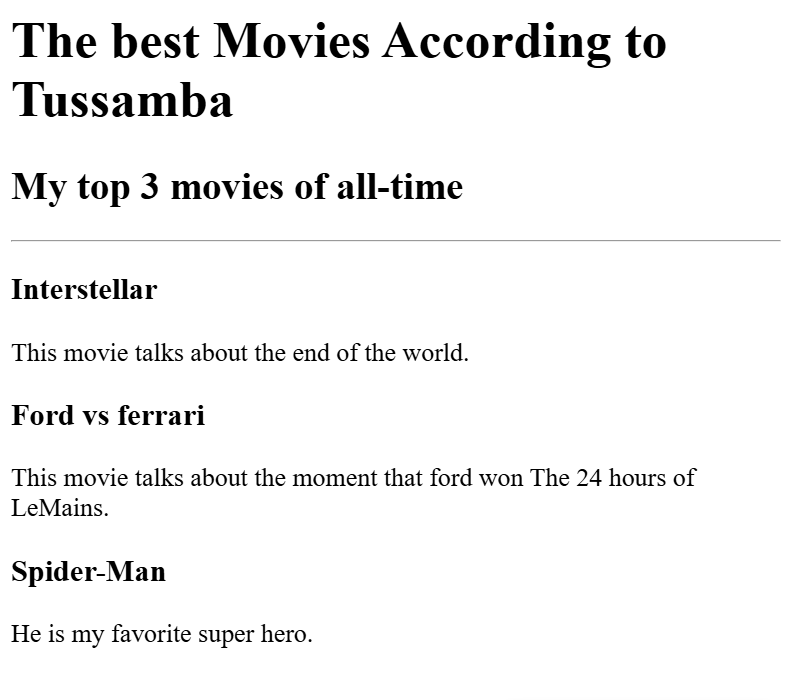 The best Movies According to
Tussamba
My top 3 movies of all-time
Interstellar
This movie talks about the end of the world.
Ford vs ferrari
This movie talks about the moment that ford won The 24 hours of
LeMains.
Spider-Man
He is my favorite super hero.